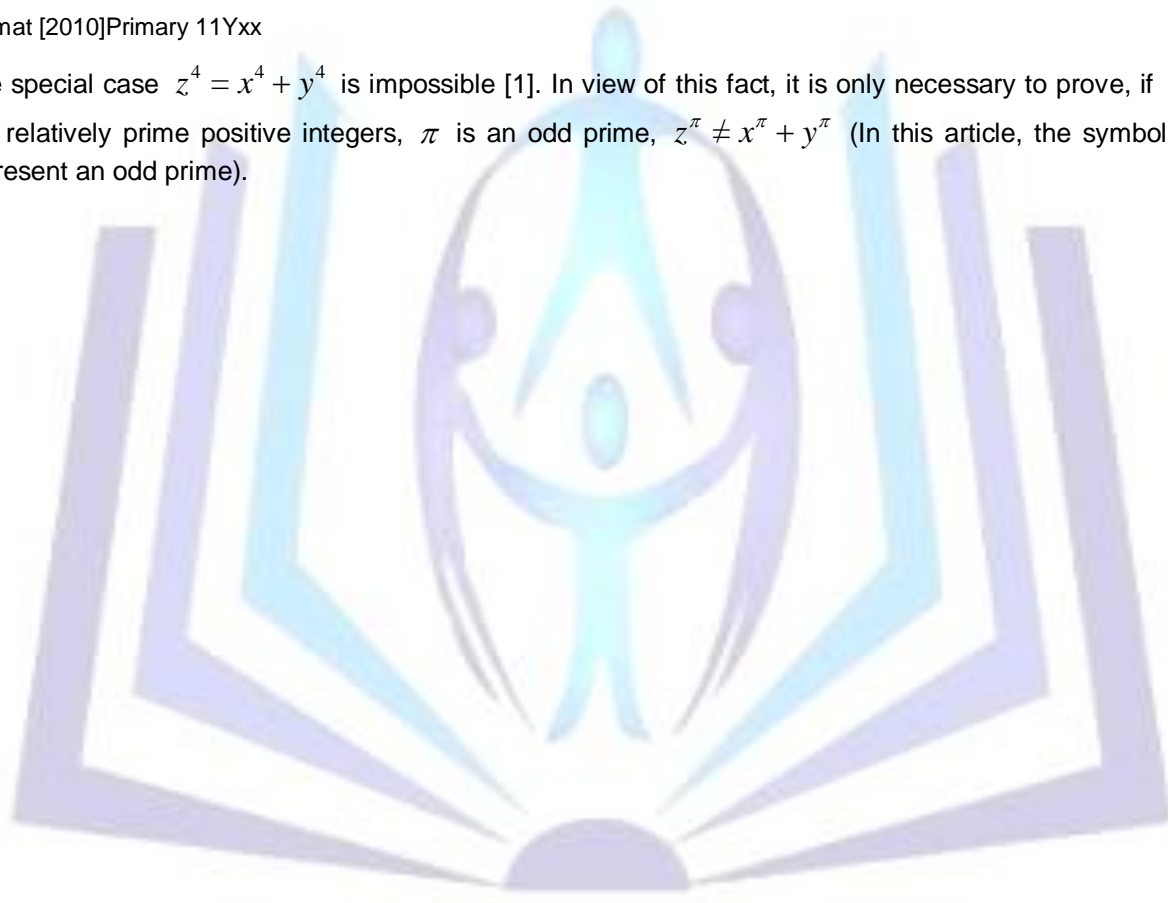 mat [2010]Primary 11Yxx
special case z⁴ = x⁴ + y⁴ is impossible [1]. In view of this fact, it is only necessary to prove, if
relatively prime positive integers, π is an odd prime, z^π ≠ x^π + y^π (In this article, the symbol
resent an odd prime).